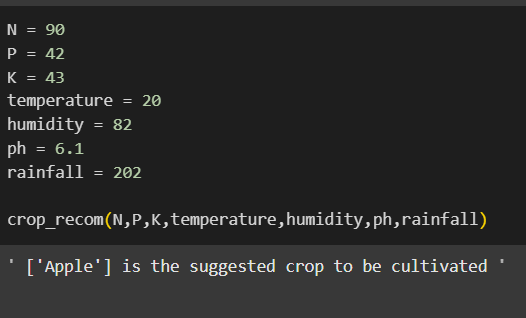 N = 90
P = 42
K = 43
temperature = 20
humidity = 82
ph = 6.1
rainfall = 202
crop_recom(N,P,K,temperature,humidity,ph,rainfall)
' ['Apple'] is the suggested crop to be cultivated '